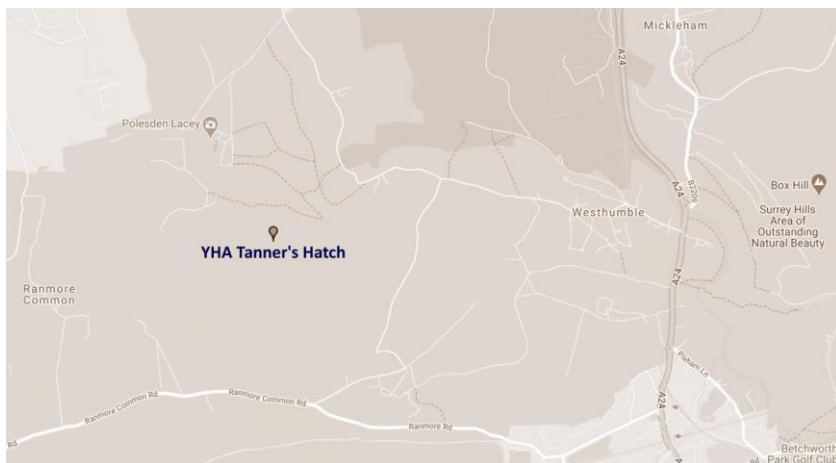 Mickleham
A24
Polesden Lacey
A24
B2209
Box Hill
Westhumble
Surrey Hills
Area of
Outstanding
Natural Beauty
YHA Tanner's Hatch
A24
Ranmore
Common
Pixham Ln
Ranmore Common Rd
Ranmore Common Rd
A24
Rd
Ranmore Rd
Betchworth
Park Golf Club